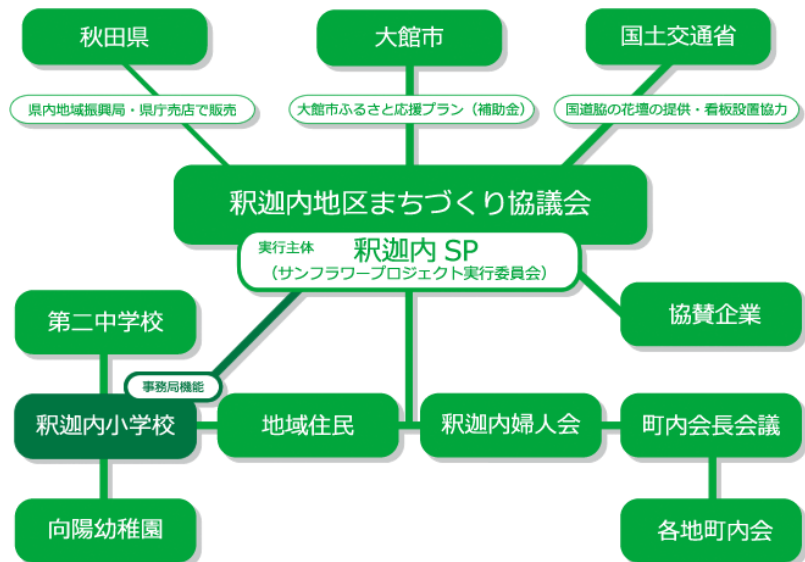 秋田県
大館市
国土交通省
県内地域振興局・県庁売店で販売
大館市ふるさと応援プラン（補助金）
国道脇の花壇の提供・看板設置協力
釈迦内地区まちづくり協議会
実行主体
釈迦内 SP
（サンフラワープロジェクト実行委員会）
第二中学校
協賛企業
事務局機能
釈迦内小学校
地域住民
釈迦内婦人会
町内会長会議
向陽幼稚園
各地町内会